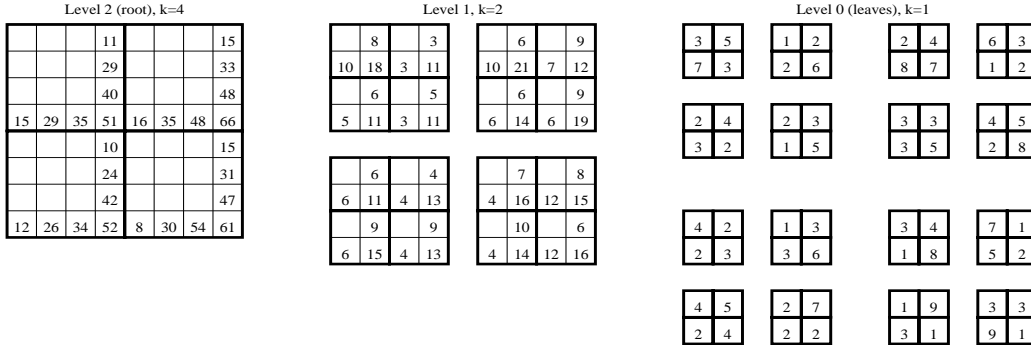 Level 2 (root), k=4 Level 1, k=2 Level 0 (leaves), k=1
11 15 8 3 6 9 3 5 1 2 2 4 6 3
29 33 10 18 3 11 10 21 7 12 7 3 2 6 8 7 1 2
40 48 6 5 6 9
15 29 35 51 16 35 48 66 5 11 3 11 6 14 6 19 2 4 2 3 3 3 4 5
3 2 1 5 3 5 2 8
10 15
24 31 6 4 7 8
42 47 6 11 4 13 4 16 12 15 4 2 1 3 3 4 7 1
12 26 34 52 8 30 54 61 9 9 10 6 2 3 3 6 1 8 5 2
6 15 4 13 4 14 12 16
4 5 2 7 1 9 3 3
2 4 2 2 3 1 9 1